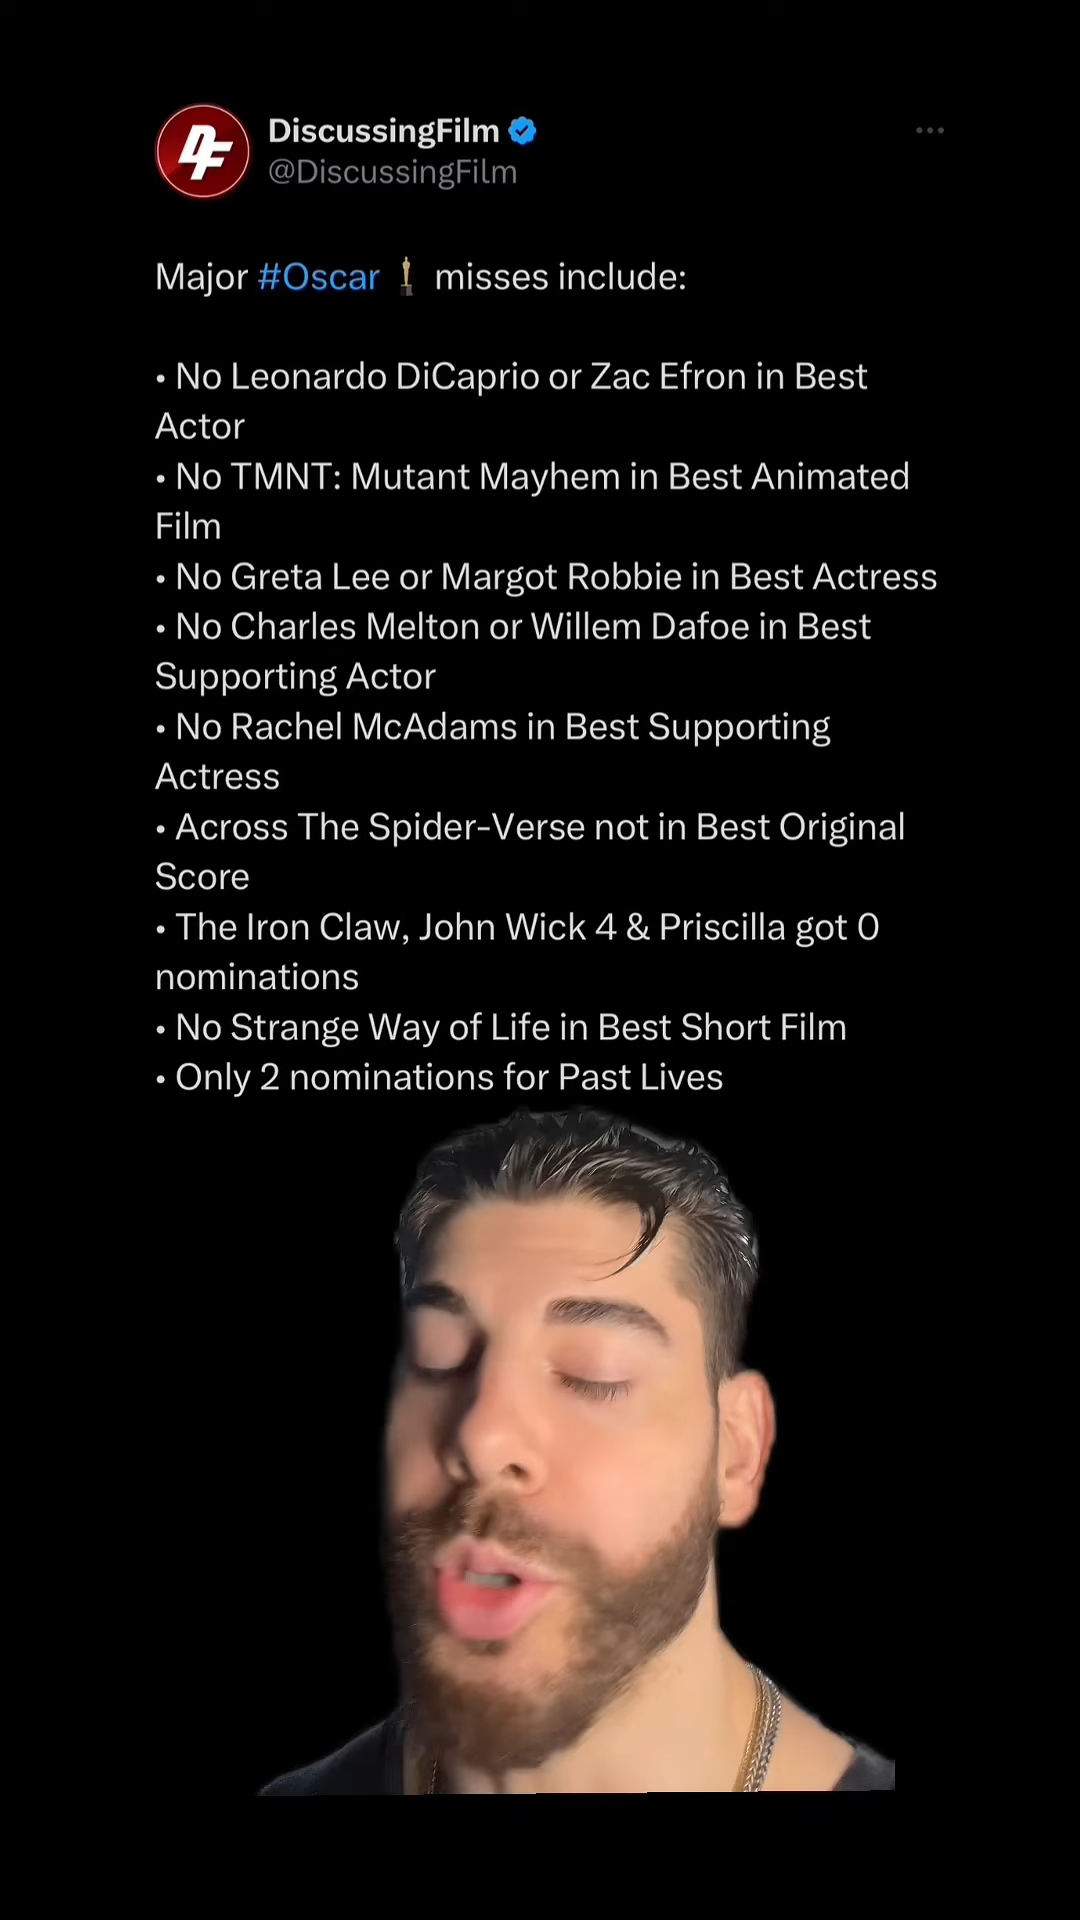 DF
DiscussingFilm
@DiscussingFilm
Major #Oscar misses include:
• No Leonardo DiCaprio or Zac Efron in Best
Actor
• No TMNT: Mutant Mayhem in Best Animated
Film
• No Greta Lee or Margot Robbie in Best Actress
• No Charles Melton or Willem Dafoe in Best
Supporting Actor
• No Rachel McAdams in Best Supporting
Actress
• Across The Spider-Verse not in Best Original
Score
• The Iron Claw, John Wick 4 & Priscilla got 0
nominations
• No Strange Way of Life in Best Short Film
• Only 2 nominations for Past Lives